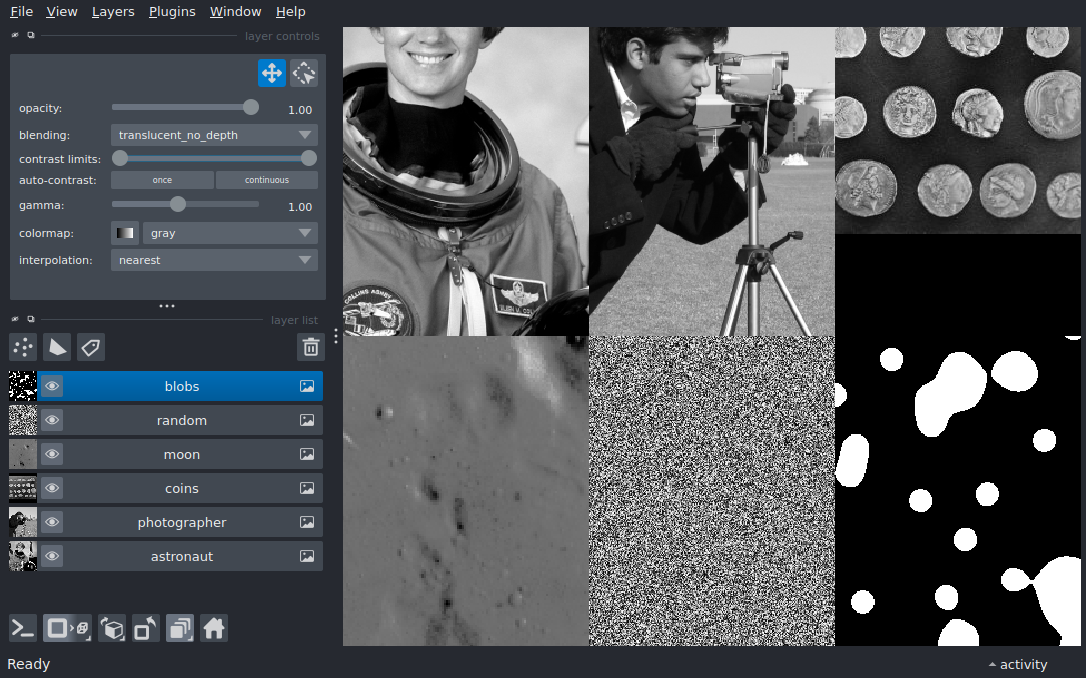 File View Layers Plugins Window Help
layer controls
opacity: 1.00
blending: translucent_no_depth
contrast limits:
auto-contrast: once continuous
gamma: 1.00
colormap: gray
interpolation: nearest
layer list
blobs
random
moon
coins
photographer
astronaut
Ready
activity
COLLINS